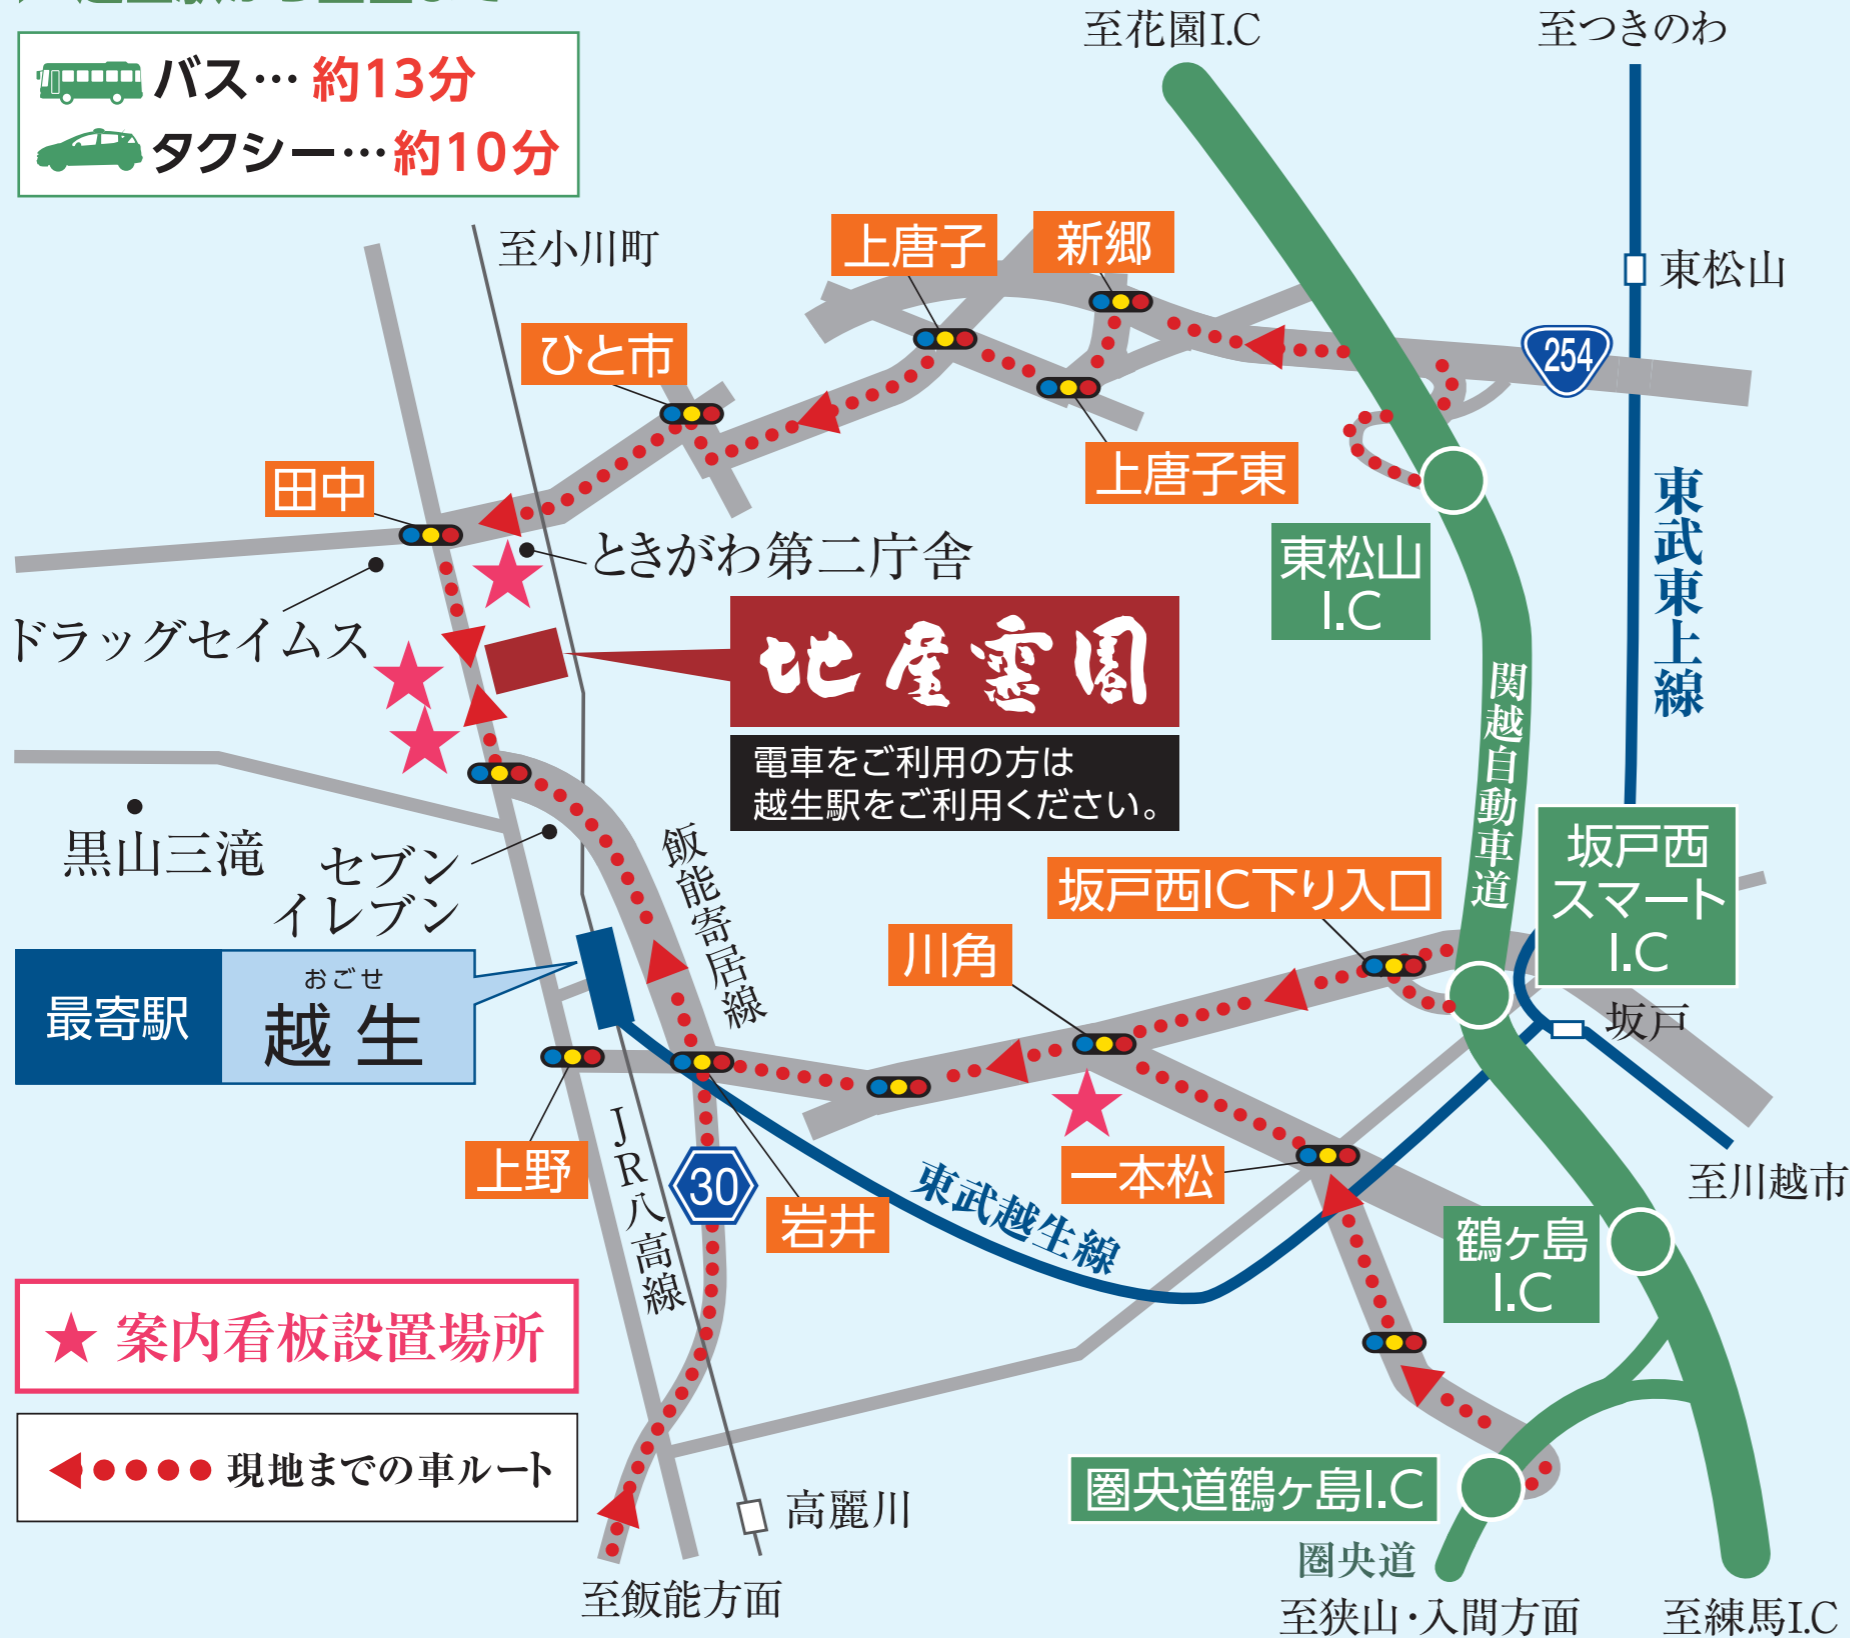 バス…約13分
タクシー…約10分
至花園I.C
至つきのわ
至小川町
上唐子
新郷
東松山
ひと市
254
田中
上唐子東
ときがわ第二庁舎
東松山
I.C
東武東上線
ドラッグセイムス
地産霊園
電車をご利用の方は
越生駅をご利用ください。
関越自動車道
黒山三滝
セブン
イレブン
飯能寄居線
坂戸西IC下り入口
坂戸西
スマート
I.C
川角
最寄駅
おごせ
越生
坂戸
上野
JR八高線
30
岩井
東武越生線
一本松
至川越市
鶴ヶ島
I.C
★案内看板設置場所
現地までの車ルート
圏央道鶴ヶ島I.C
高麗川
圏央道
至飯能方面
至狭山・入間方面
至練馬I.C